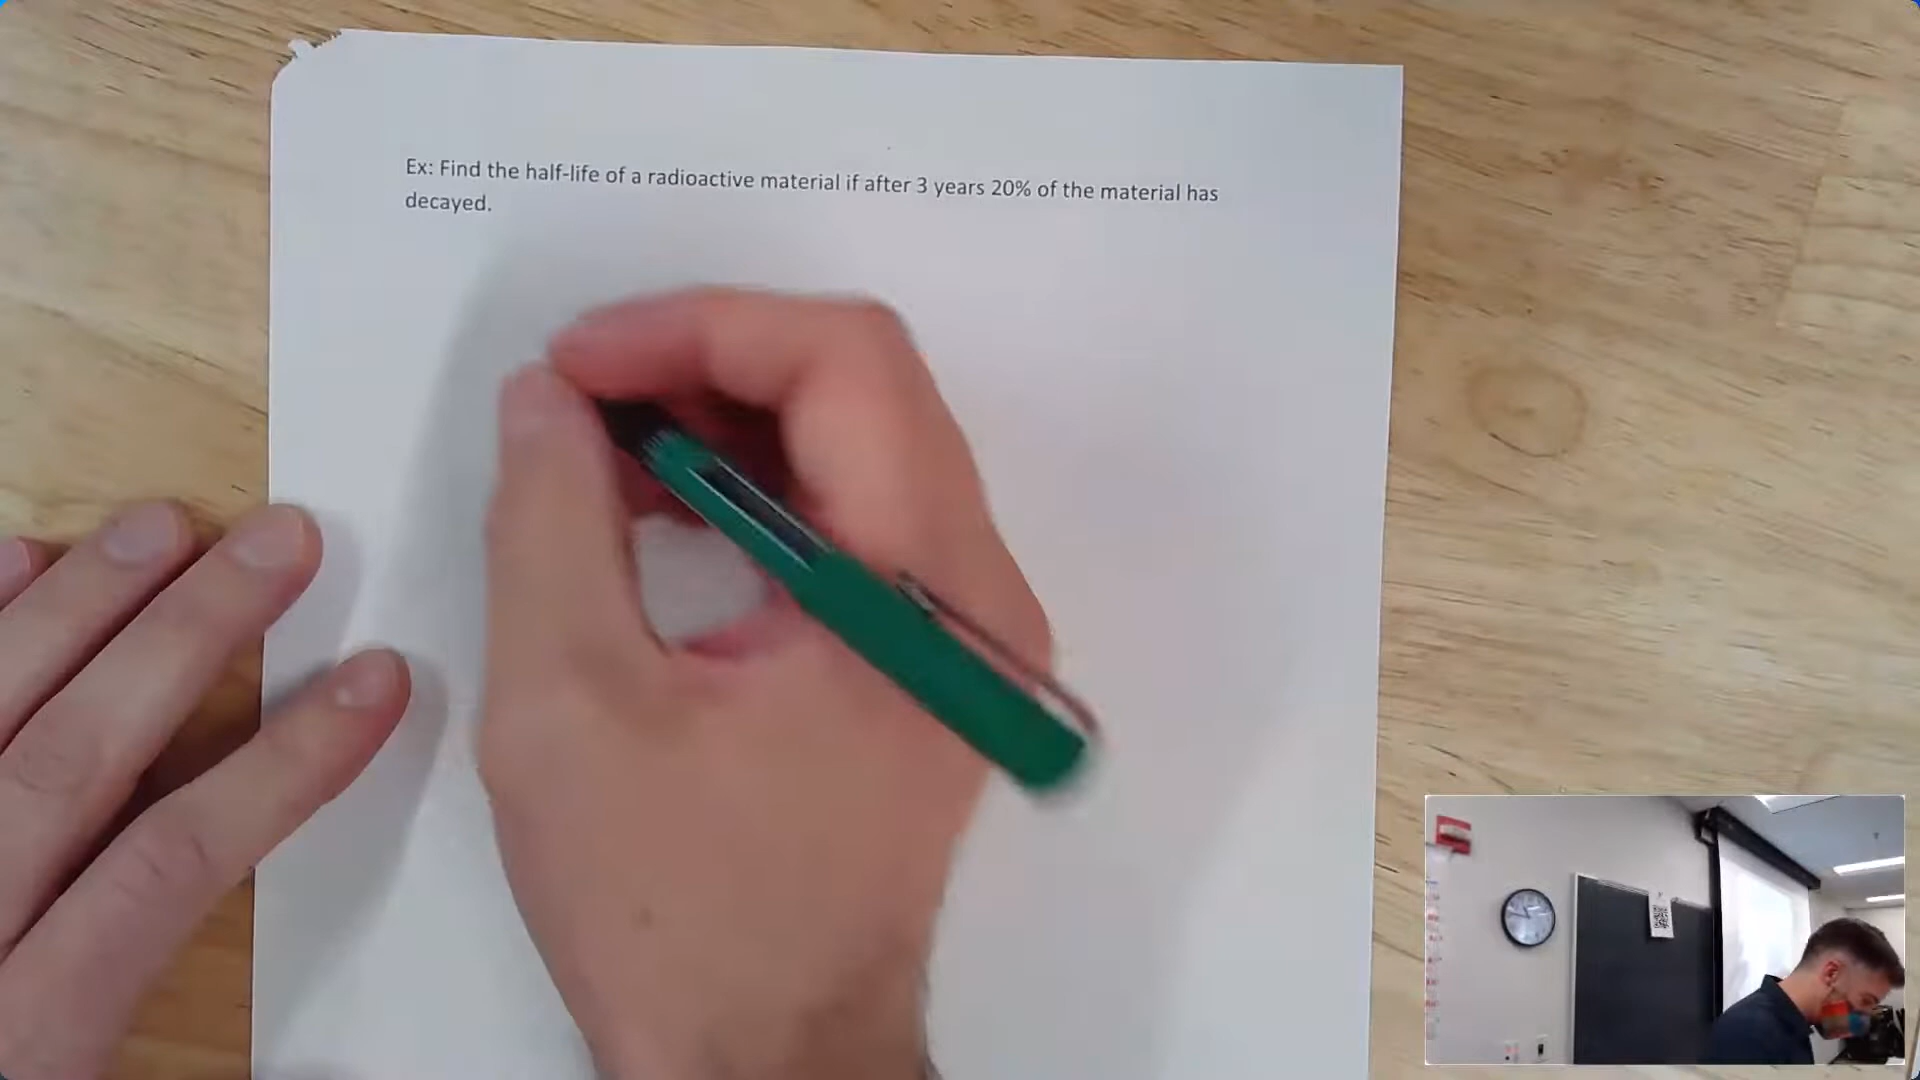 Ex: Find the half-life of a radioactive material if after 3 years 20% of the material has
decayed.